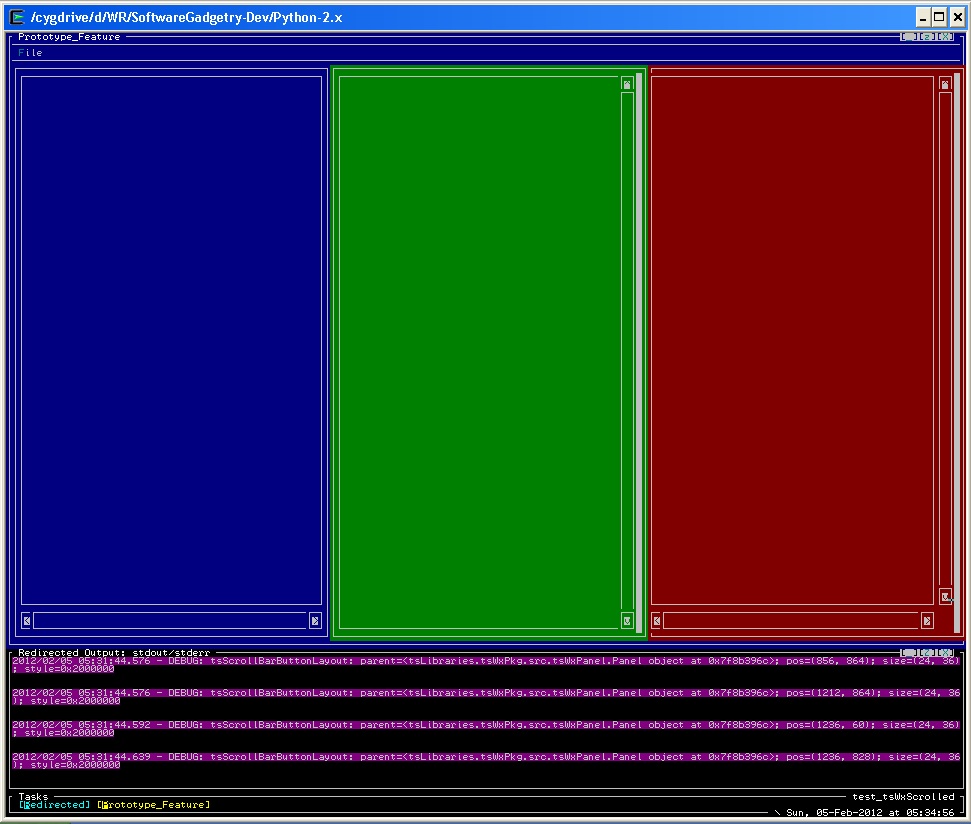 /cygdrive/d/WR/SoftwareGadgetry-Dev/Python-2.x
Prototype_Feature [_][Z][X]
File
Redirected Output: stdout/stderr [_][Z][X]
2012/02/05 05:31:44.576 - DEBUG: tsScrollBarButtonLayout: parent=<tsLibraries.tsWxPkg.src.tsWxPanel.Panel object at 0x7f8b396c>; pos=(856, 864); size=(24, 36)
; style=0x2000000
2012/02/05 05:31:44.576 - DEBUG: tsScrollBarButtonLayout: parent=<tsLibraries.tsWxPkg.src.tsWxPanel.Panel object at 0x7f8b396c>; pos=(1212, 864); size=(24, 36
); style=0x2000000
2012/02/05 05:31:44.592 - DEBUG: tsScrollBarButtonLayout: parent=<tsLibraries.tsWxPkg.src.tsWxPanel.Panel object at 0x7f8b396c>; pos=(1236, 60); size=(24, 36)
; style=0x2000000
2012/02/05 05:31:44.639 - DEBUG: tsScrollBarButtonLayout: parent=<tsLibraries.tsWxPkg.src.tsWxPanel.Panel object at 0x7f8b396c>; pos=(1236, 828); size=(24, 36
); style=0x2000000
Tasks test_tsWxScrolled
[Redirected] [Prototype_Feature]
\ Sun, 05-Feb-2012 at 05:34:56